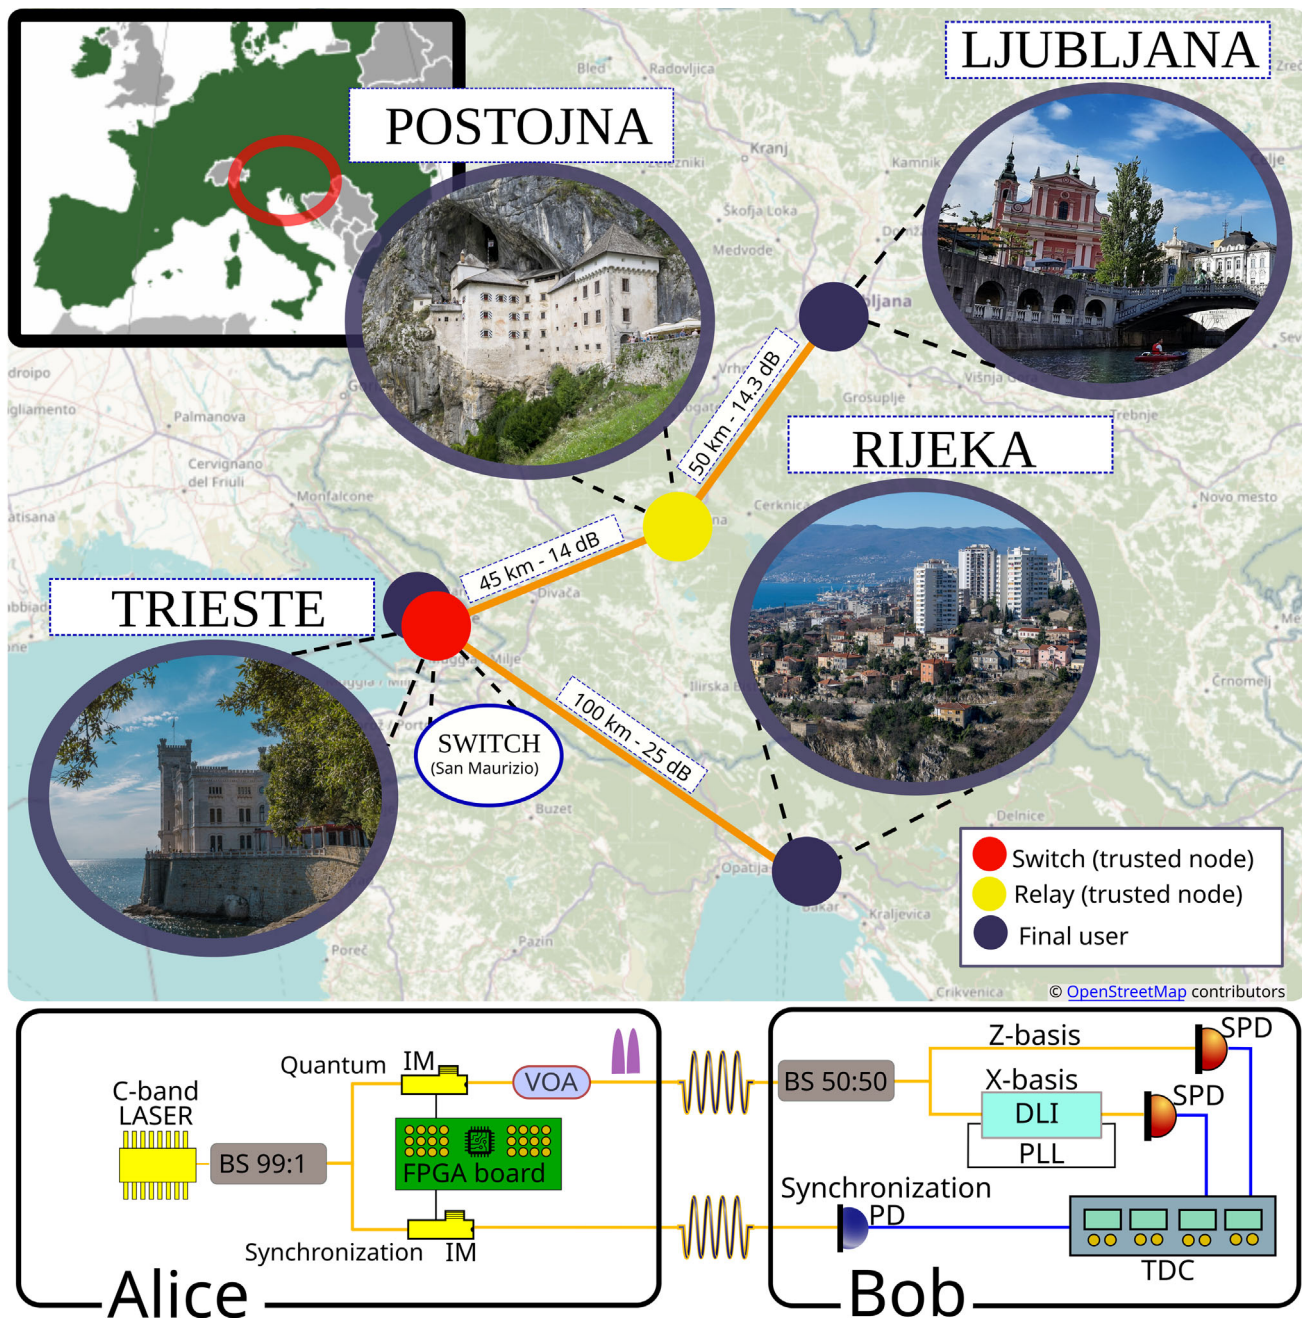 POSTOJNA
LJUBLJANA
Bled
Radovljica
Kranj
Kamnik
Škofja Loka
Medvode
50 km - 14.3 dB
Višnja Gora
Grosuplje
Trebnje
Palmanova
Cervignano
del Friuli
Monfalcone
RIJEKA
Novo mesto
Cerknica
45 km - 14 dB
Divača
TRIESTE
100 km - 25 dB
SWITCH
(San Maurizio)
Buzet
Črnomelj
Delnice
Opatija
Bakar
Kraljevica
Poreč
Pazin
Crikvenica
Switch (trusted node)
Relay (trusted node)
Final user
© OpenStreetMap contributors
C-band
LASER
BS 99:1
Quantum
IM
VOA
FPGA board
Synchronization
IM
Alice
BS 50:50
Z-basis
SPD
X-basis
DLI
SPD
PLL
Synchronization
PD
TDC
Bob